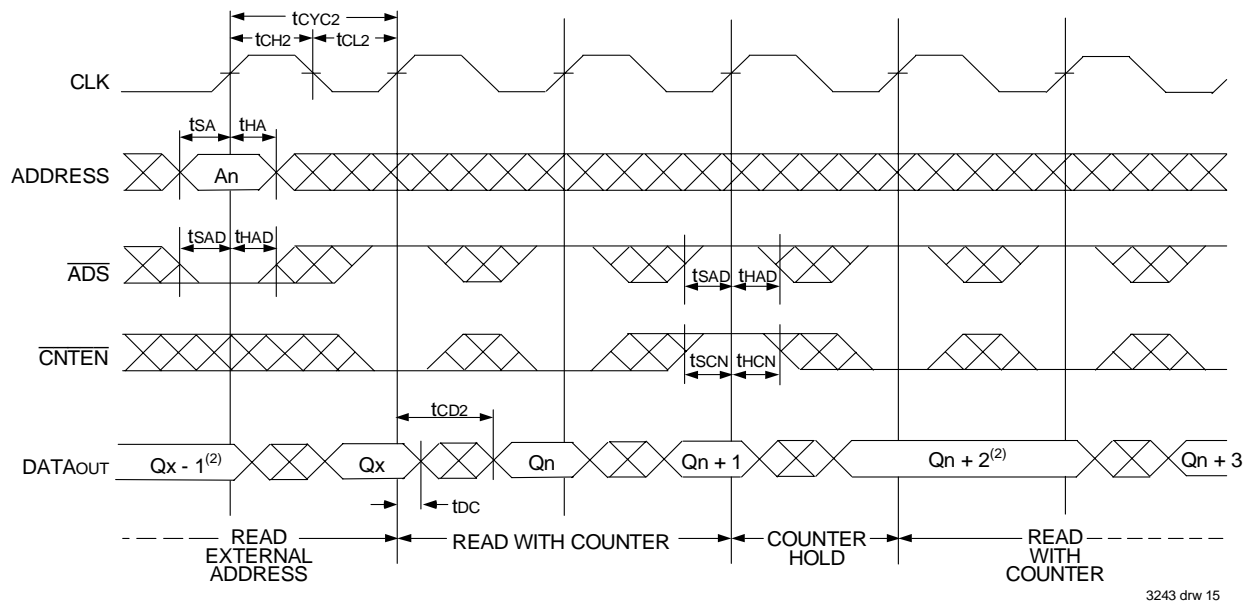 tCYC2
tCH2 tCL2
CLK
tSA tHA
ADDRESS An
tSAD tHAD
ADS tSAD tHAD
CNTEN
tSCN tHCN
tCD2
DATAOUT Qx - 1(2) Qx Qn Qn + 1 Qn + 2(2) Qn + 3
tDC
READ EXTERNAL ADDRESS
READ WITH COUNTER
COUNTER HOLD
READ WITH COUNTER
3243 drw 15